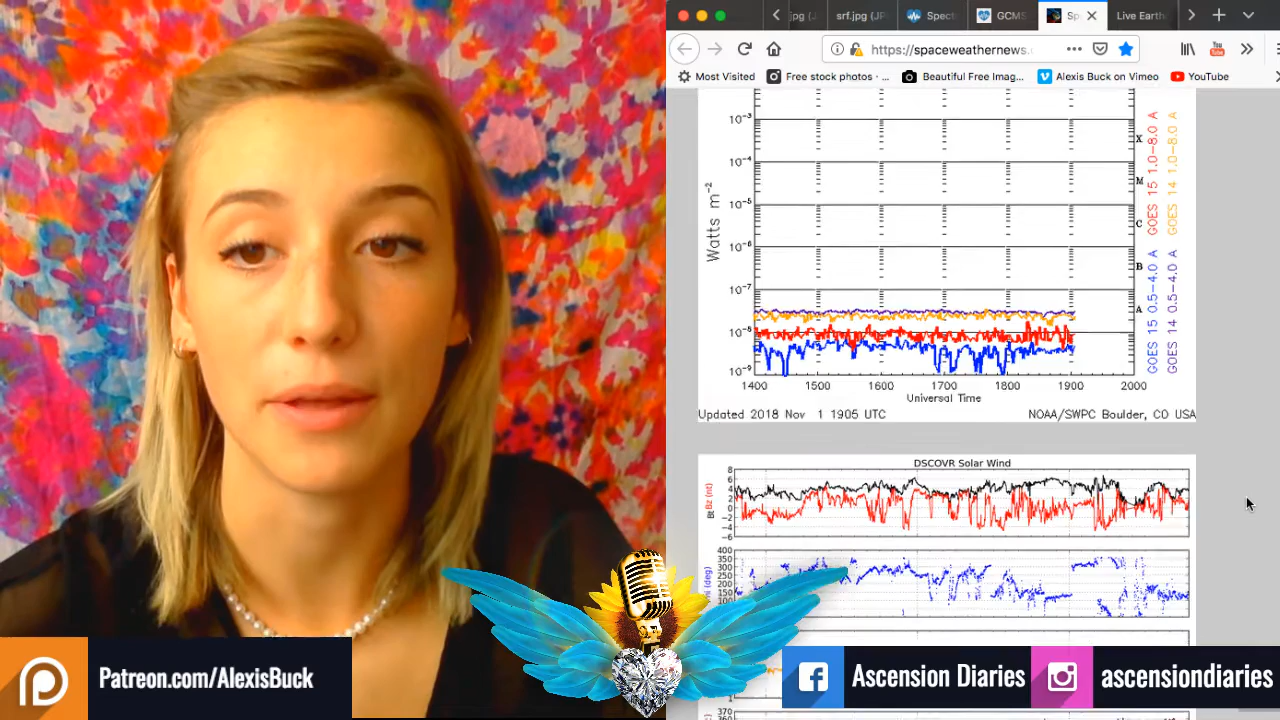 jpg (J
srf.jpg (JP
Spect
GCMS
Sp
Live Earth
https://spaceweathernews.
Most Visited
Free stock photos - ...
Beautiful Free Imag...
Alexis Buck on Vimeo
YouTube
Watts m-2
10-3
10-4
10-5
10-6
10-7
10-8
10-9
X
M
C
B
A
GOES 15 1.0-8.0 A
GOES 14 1.0-8.0 A
GOES 15 0.5-4.0 A
GOES 14 0.5-4.0 A
1400 1500 1600 1700 1800 1900 2000
Universal Time
Updated 2018 Nov 1 1905 UTC
NOAA/SWPC Boulder, CO USA
DSCOVR Solar Wind
Bt Bz (nt)
8
6
4
2
0
-2
-4
-6
(deg)
400
350
300
250
200
150
100
370
Patreon.com/AlexisBuck
Ascension Diaries
ascensiondiaries